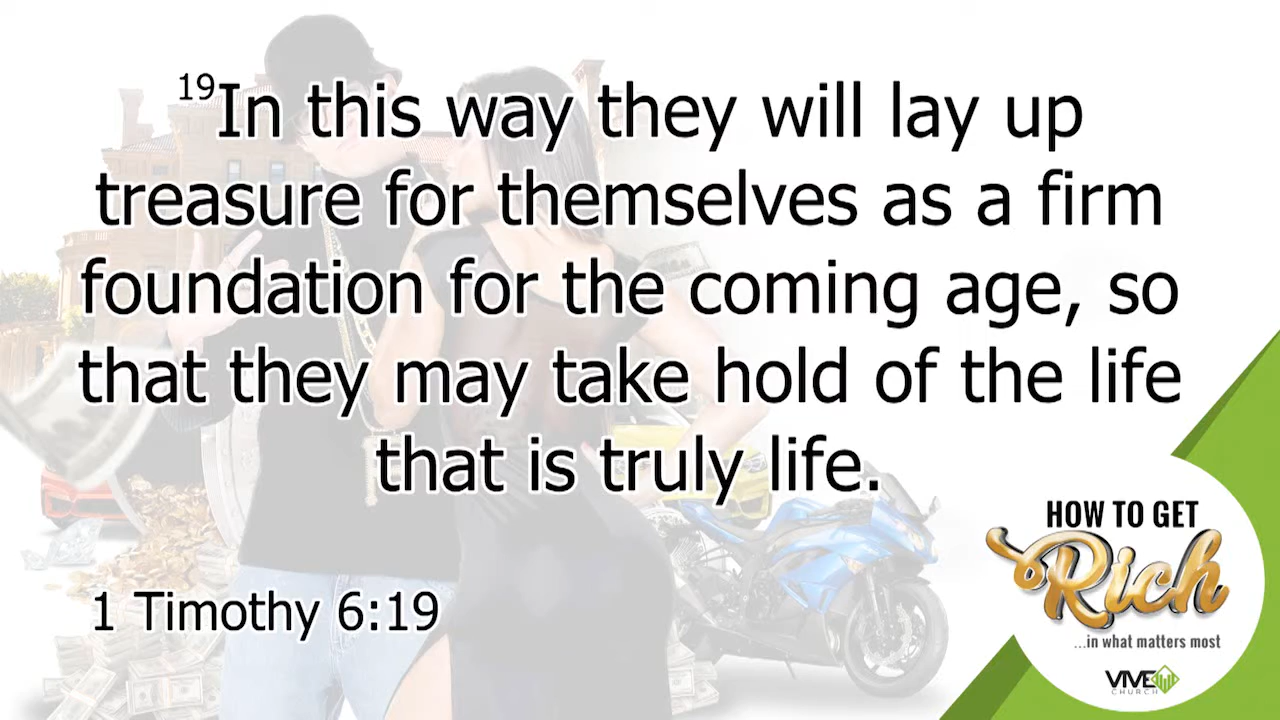 19In this way they will lay up
treasure for themselves as a firm
foundation for the coming age, so
that they may take hold of the life
that is truly life.
1 Timothy 6:19
HOW TO GET
Rich
...in what matters most
VIVE
CHURCH